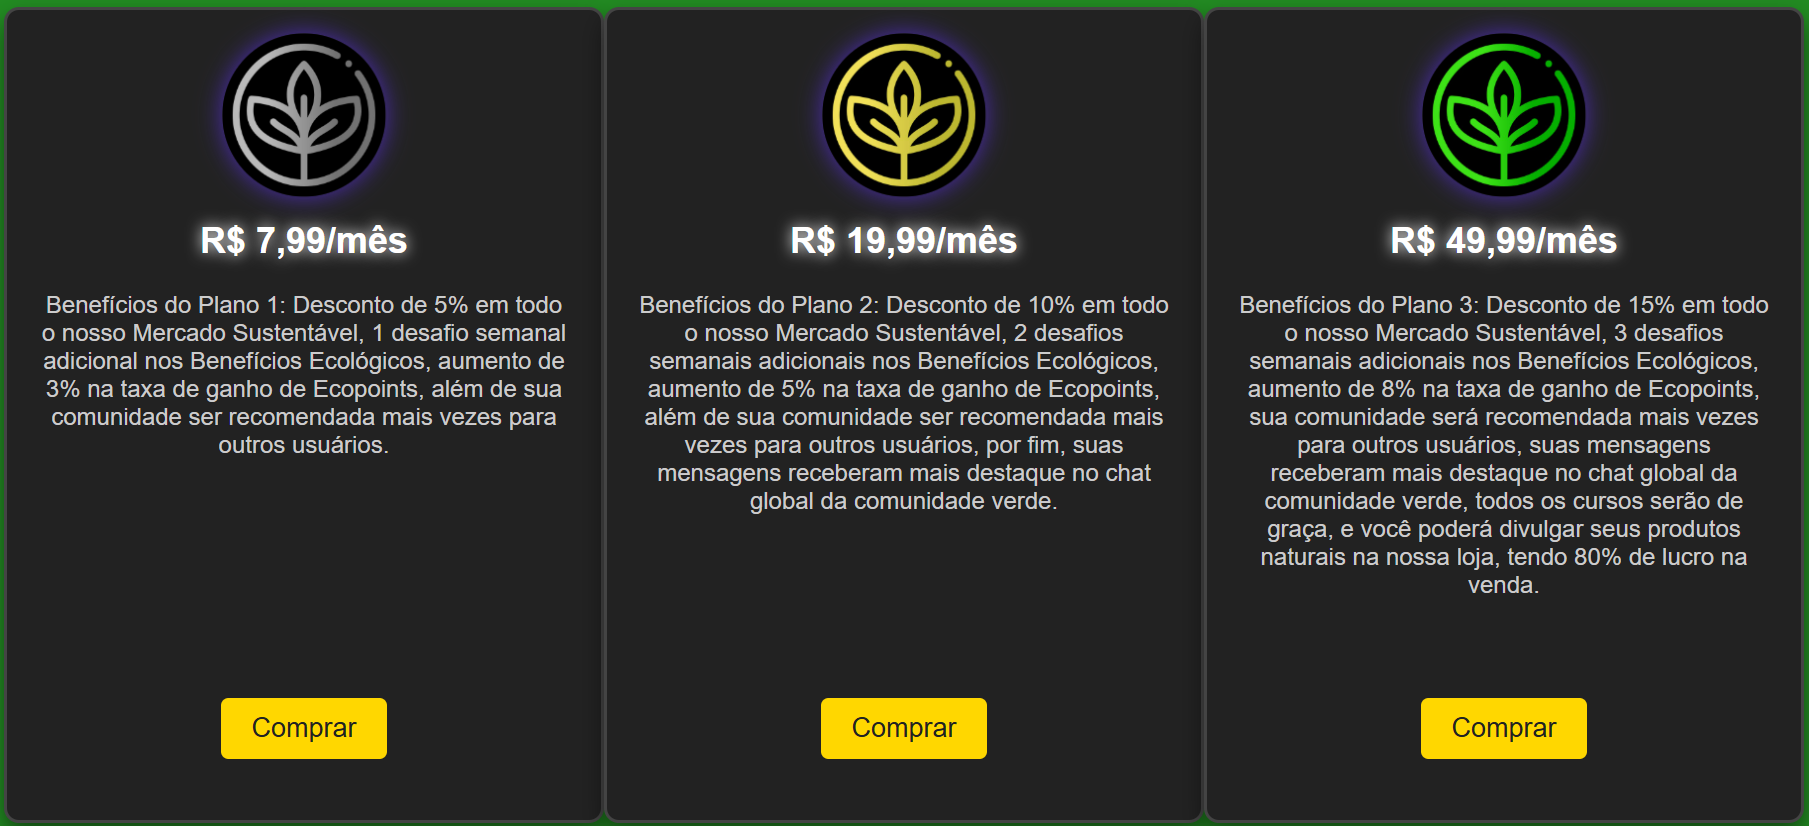 R$ 7,99/mês
Benefícios do Plano 1: Desconto de 5% em todo
o nosso Mercado Sustentável, 1 desafio semanal
adicional nos Benefícios Ecológicos, aumento de
3% na taxa de ganho de Ecopoints, além de sua
comunidade ser recomendada mais vezes para
outros usuários.
Comprar
R$ 19,99/mês
Benefícios do Plano 2: Desconto de 10% em todo
o nosso Mercado Sustentável, 2 desafios
semanais adicionais nos Benefícios Ecológicos,
aumento de 5% na taxa de ganho de Ecopoints,
além de sua comunidade ser recomendada mais
vezes para outros usuários, por fim, suas
mensagens receberam mais destaque no chat
global da comunidade verde.
Comprar
R$ 49,99/mês
Benefícios do Plano 3: Desconto de 15% em todo
o nosso Mercado Sustentável, 3 desafios
semanais adicionais nos Benefícios Ecológicos,
aumento de 8% na taxa de ganho de Ecopoints,
sua comunidade será recomendada mais vezes
para outros usuários, suas mensagens
receberam mais destaque no chat global da
comunidade verde, todos os cursos serão de
graça, e você poderá divulgar seus produtos
naturais na nossa loja, tendo 80% de lucro na
venda.
Comprar